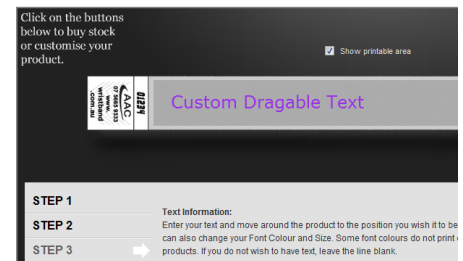 Click on the buttons
below to buy stock
or customise your
product.
Show printable area
01234
AAC
07 5665 9333
www.
wristband
.com.au
Custom Dragable Text
STEP 1
STEP 2
STEP 3
Text Information:
Enter your text and move around the product to the position you wish it to be
can also change your Font Colour and Size. Some font colours do not print
products. If you do not wish to have text, leave the line blank.